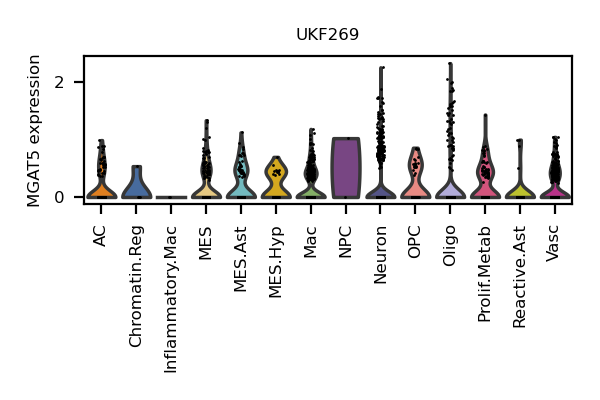 UKF269
MGAT5 expression
2
0
AC
Chromatin.Reg
Inflammatory.Mac
MES
MES.Ast
MES.Hyp
Mac
NPC
Neuron
OPC
Oligo
Prolif.Metab
Reactive.Ast
Vasc